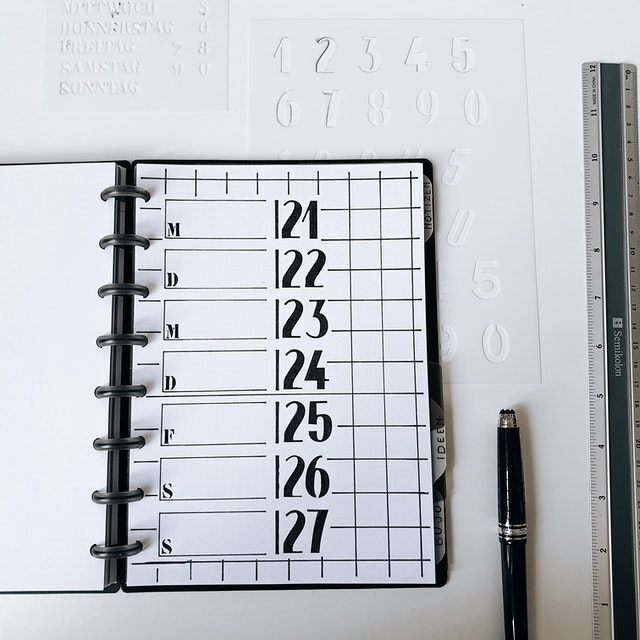 MITTWOCH 5
DONNERSTAG 6
FREITAG 7 8
SAMSTAG 9 0
SONNTAG
1 2 3 4 5
6 7 8 9 0
5
5
9 0
M 21
D 22
M 23
D 24
F 25
S 26
S 27
NOTIZEN
IDEEN
BUJO
12 11 10 9 8 7 6 5 4 3 2 1
MADE IN CHINA
Semikolon